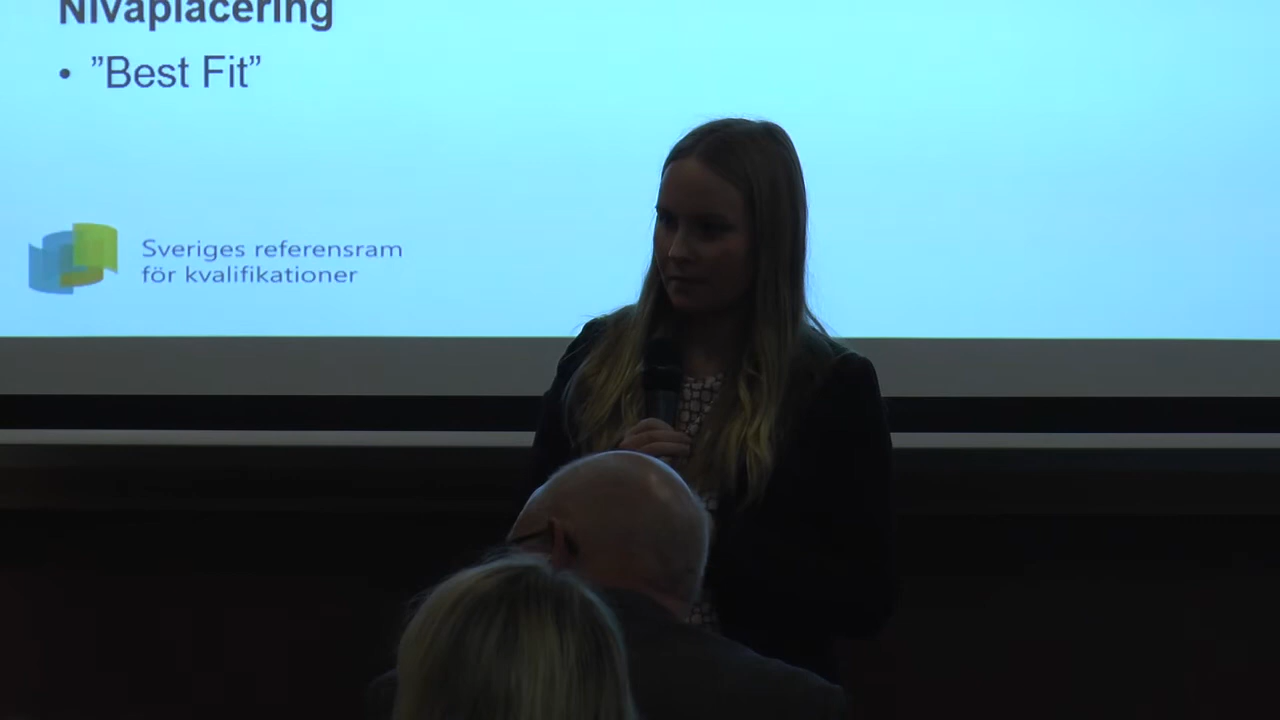 Nivåplacering
• ”Best Fit”
Sveriges referensram
för kvalifikationer